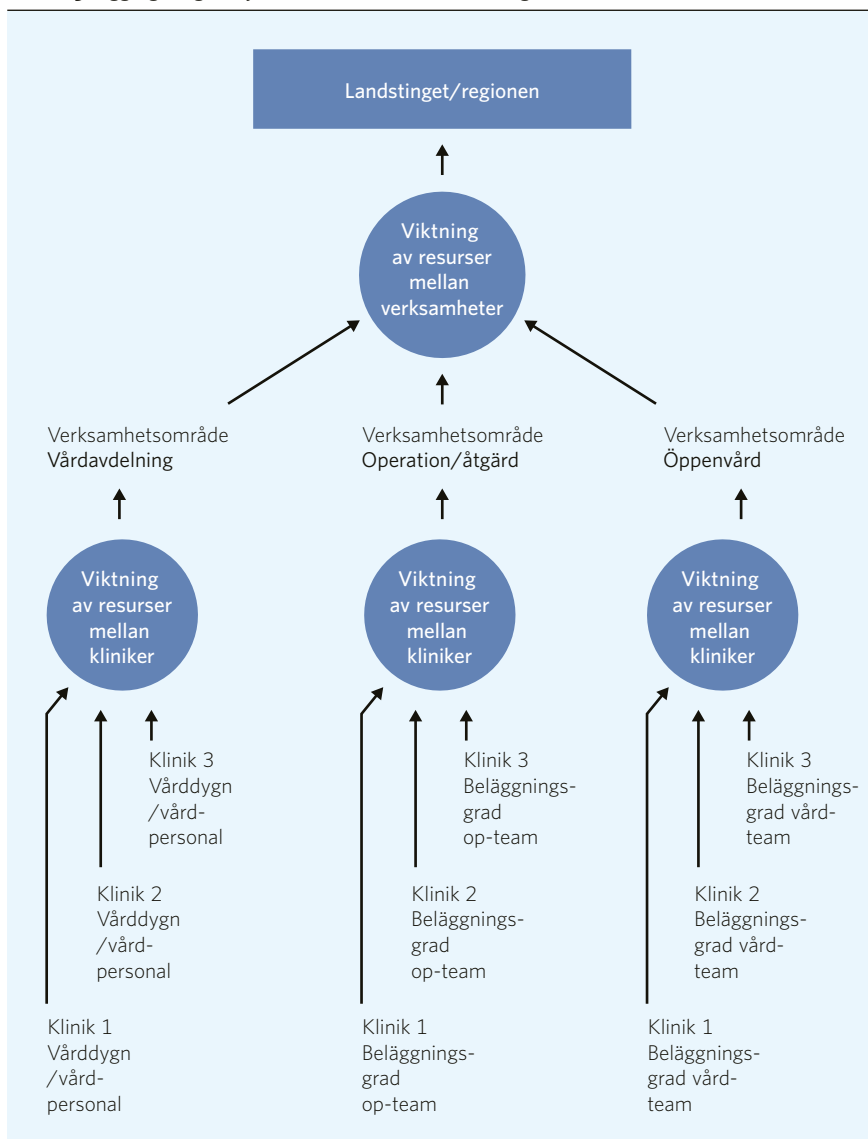 Landstinget/regionen
Viktning
av resurser
mellan
verksamheter
Verksamhetsområde
Vårdavdelning
Verksamhetsområde
Operation/åtgärd
Verksamhetsområde
Öppenvård
Viktning
av resurser
mellan
kliniker
Viktning
av resurser
mellan
kliniker
Viktning
av resurser
mellan
kliniker
Klinik 3
Vårddygn
/vård-
personal
Klinik 3
Beläggnings-
grad
op-team
Klinik 3
Beläggnings-
grad vård-
team
Klinik 2
Vårddygn
/vård-
personal
Klinik 2
Beläggnings-
grad
op-team
Klinik 2
Beläggnings-
grad vård-
team
Klinik 1
Vårddygn
/vård-
personal
Klinik 1
Beläggnings-
grad
op-team
Klinik 1
Beläggnings-
grad vård-
team